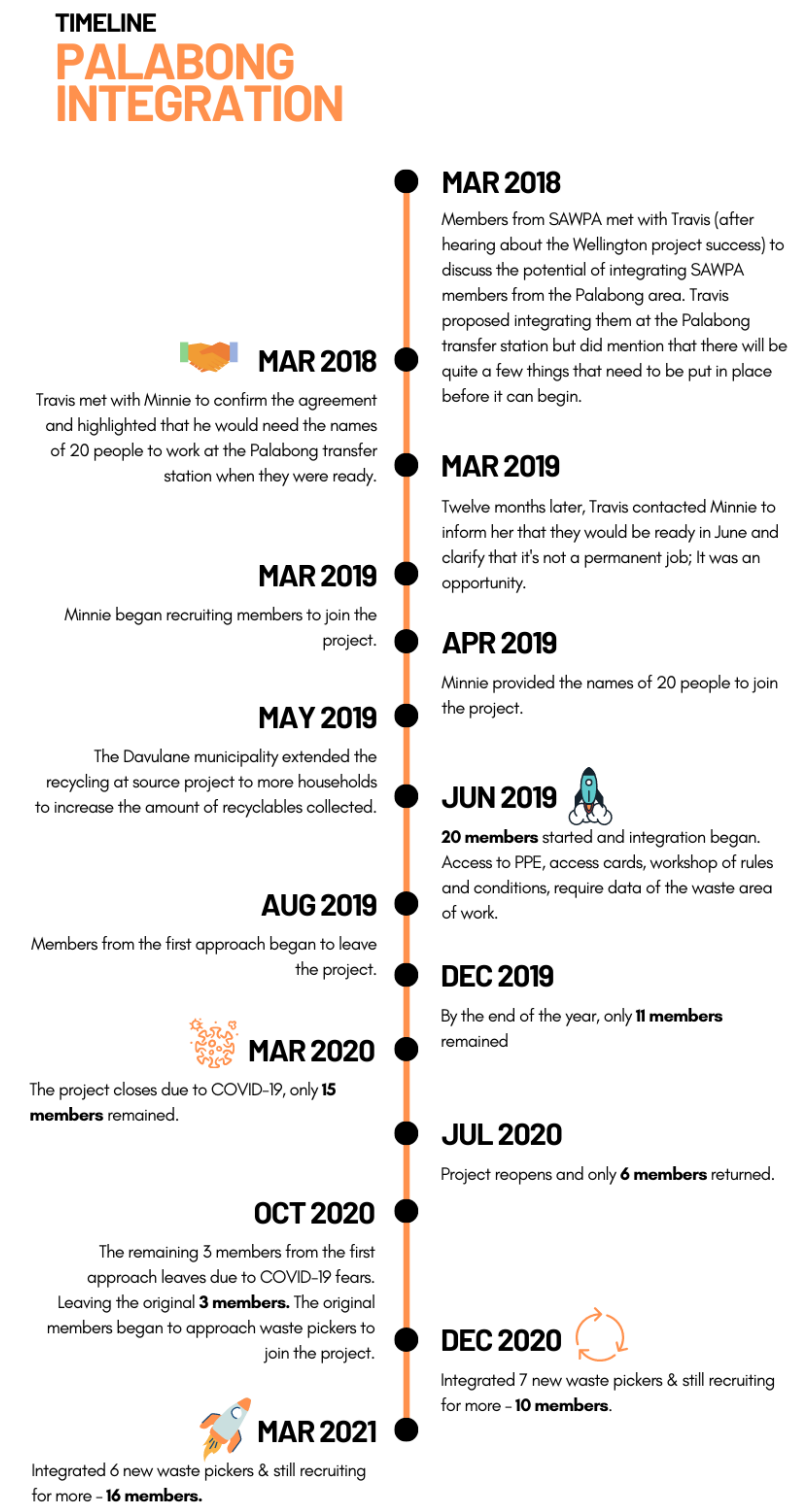 TIMELINE
PALABONG
INTEGRATION
MAR 2018
Members from SAWPA met with Travis (after
hearing about the Wellington project success) to
discuss the potential of integrating SAWPA
members from the Palabong area. Travis
proposed integrating them at the Palabong
transfer station but did mention that there will be
quite a few things that need to be put in place
before it can begin.
MAR 2018
Travis met with Minnie to confirm the agreement
and highlighted that he would need the names
of 20 people to work at the Palabong transfer
station when they were ready.
MAR 2019
Twelve months later, Travis contacted Minnie to
inform her that they would be ready in June and
clarify that it's not a permanent job; It was an
opportunity.
MAR 2019
Minnie began recruiting members to join the
project.
APR 2019
Minnie provided the names of 20 people to join
the project.
MAY 2019
The Davulane municipality extended the
recycling at source project to more households
to increase the amount of recyclables collected.
JUN 2019
20 members started and integration began.
Access to PPE, access cards, workshop of rules
and conditions, require data of the waste area
of work.
AUG 2019
Members from the first approach began to leave
the project.
DEC 2019
By the end of the year, only 11 members
remained
MAR 2020
The project closes due to COVID-19, only 15
members remained.
JUL 2020
Project reopens and only 6 members returned.
OCT 2020
The remaining 3 members from the first
approach leaves due to COVID-19 fears.
Leaving the original 3 members. The original
members began to approach waste pickers to
join the project.
DEC 2020
Integrated 7 new waste pickers & still recruiting
for more – 10 members.
MAR 2021
Integrated 6 new waste pickers & still recruiting
for more – 16 members.